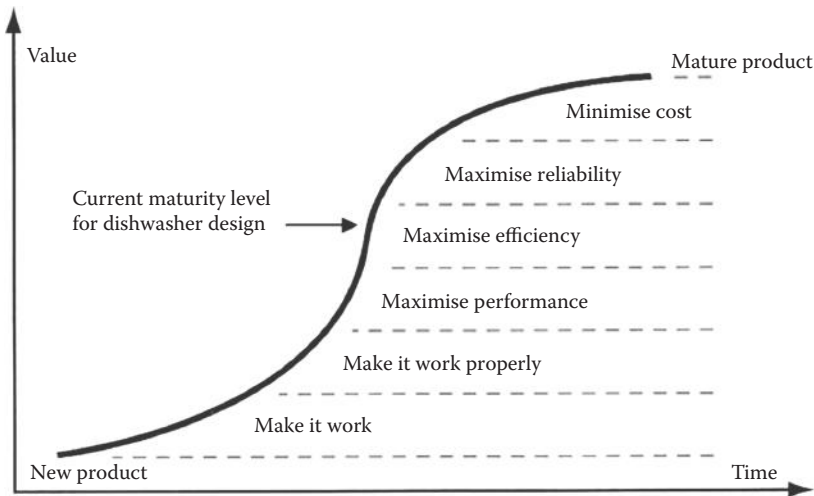 Value
Mature product
Minimise cost
Maximise reliability
Current maturity level
for dishwasher design
Maximise efficiency
Maximise performance
Make it work properly
Make it work
New product
Time